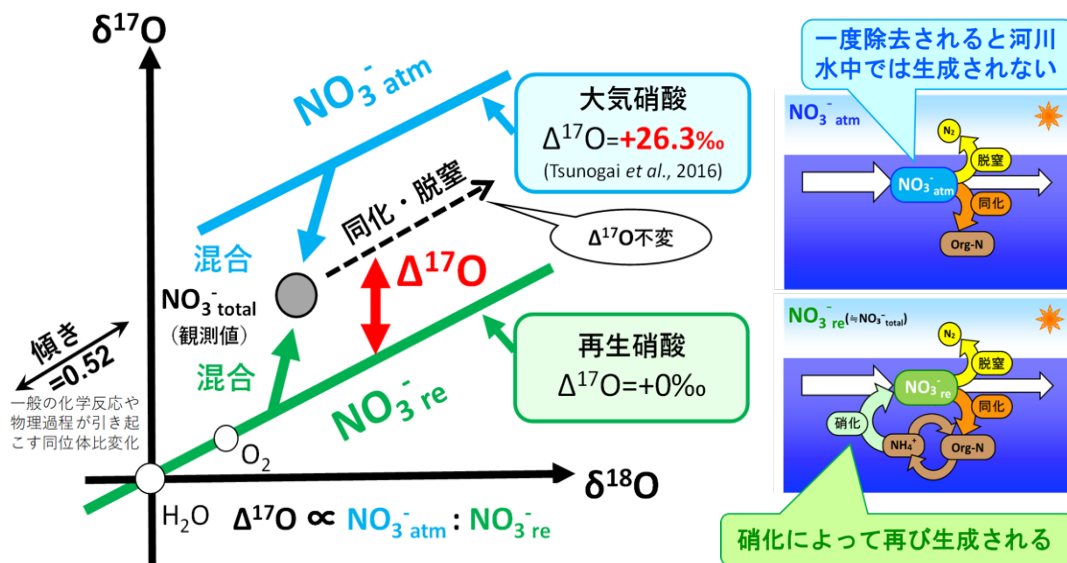 δ¹⁷O
NO₃⁻atm
大気硝酸
Δ¹⁷O=+26.3‰
(Tsunogai et al., 2016)
同化・脱窒
Δ¹⁷O不変
混合
Δ¹⁷O
NO₃⁻total
(観測値)
混合
傾き
=0.52
一般の化学反応や
物理過程が引き起
こす同位体比変化
NO₃⁻re
再生硝酸
Δ¹⁷O=+0‰
O₂
H₂O
δ¹⁸O
Δ¹⁷O ∝ NO₃⁻atm : NO₃⁻re
一度除去されると河川
水中では生成されない
NO₃⁻atm
N₂
脱窒
NO₃⁻atm
同化
Org-N
NO₃⁻re(≒NO₃⁻total)
N₂
脱窒
NO₃⁻re
同化
硝化
NH₄⁺
Org-N
硝化によって再び生成される